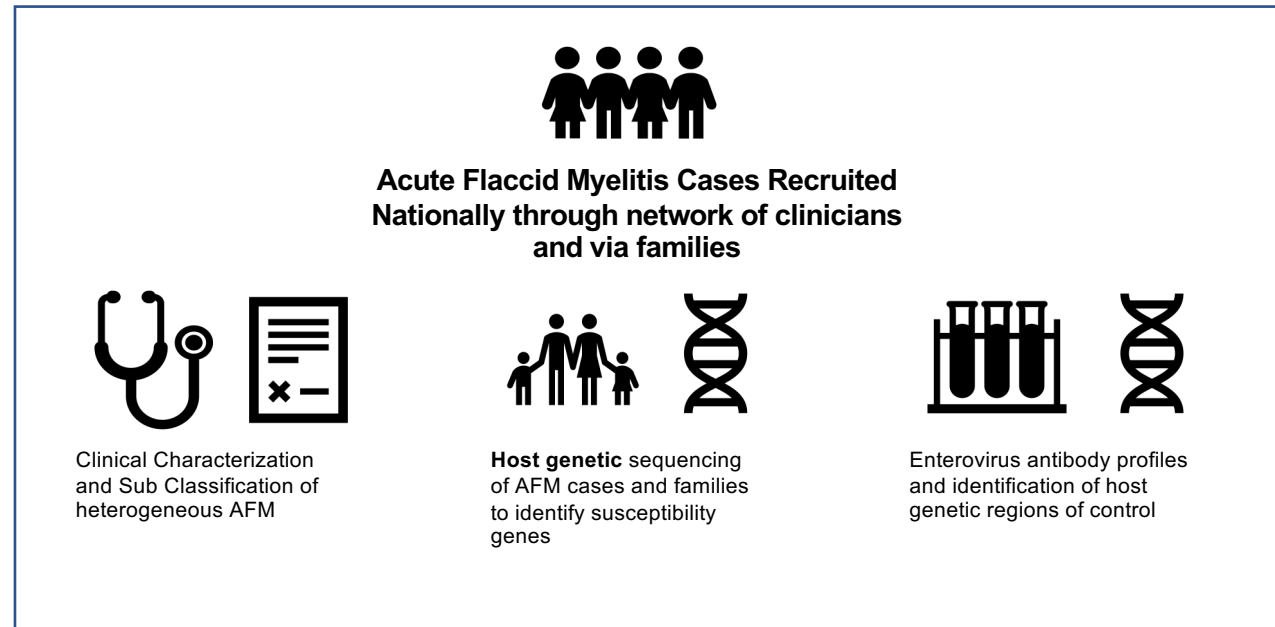 Acute Flaccid Myelitis Cases Recruited
Nationally through network of clinicians
and via families
Clinical Characterization
and Sub Classification of
heterogeneous AFM
Host genetic sequencing
of AFM cases and families
to identify susceptibility
genes
Enterovirus antibody profiles
and identification of host
genetic regions of control